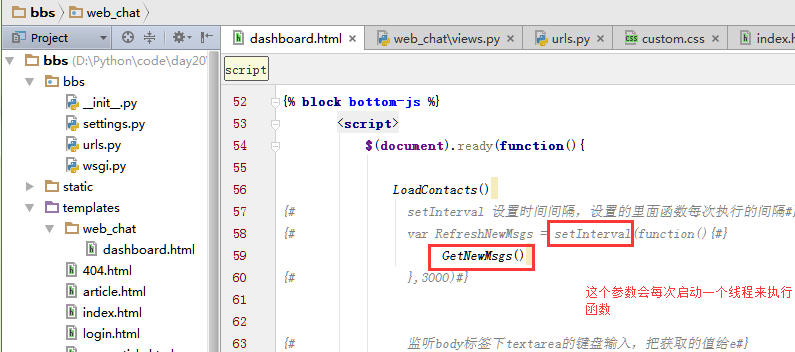 bbs web_chat
Project
dashboard.html web_chat\views.py urls.py custom.css index.h
bbs (D:\Python\code\day20
bbs
__init__.py
settings.py
urls.py
wsgi.py
static
templates
web_chat
dashboard.html
404.html
article.html
index.html
login.html
script
52 {% block bottom-js %}
53 <script>
54 $(document).ready(function(){
55
56 LoadContacts()
57 {# setInterval 设置时间间隔，设置的里面函数每次执行的间隔#}
58 {# var RefreshNewMsgs = setInterval(function(){#}
59 GetNewMsgs()
60 {# },3000)#}
61
62
63 {# 监听body标签下textarea的键盘输入，把获取的值给e#}
这个参数会每次启动一个线程来执行
函数